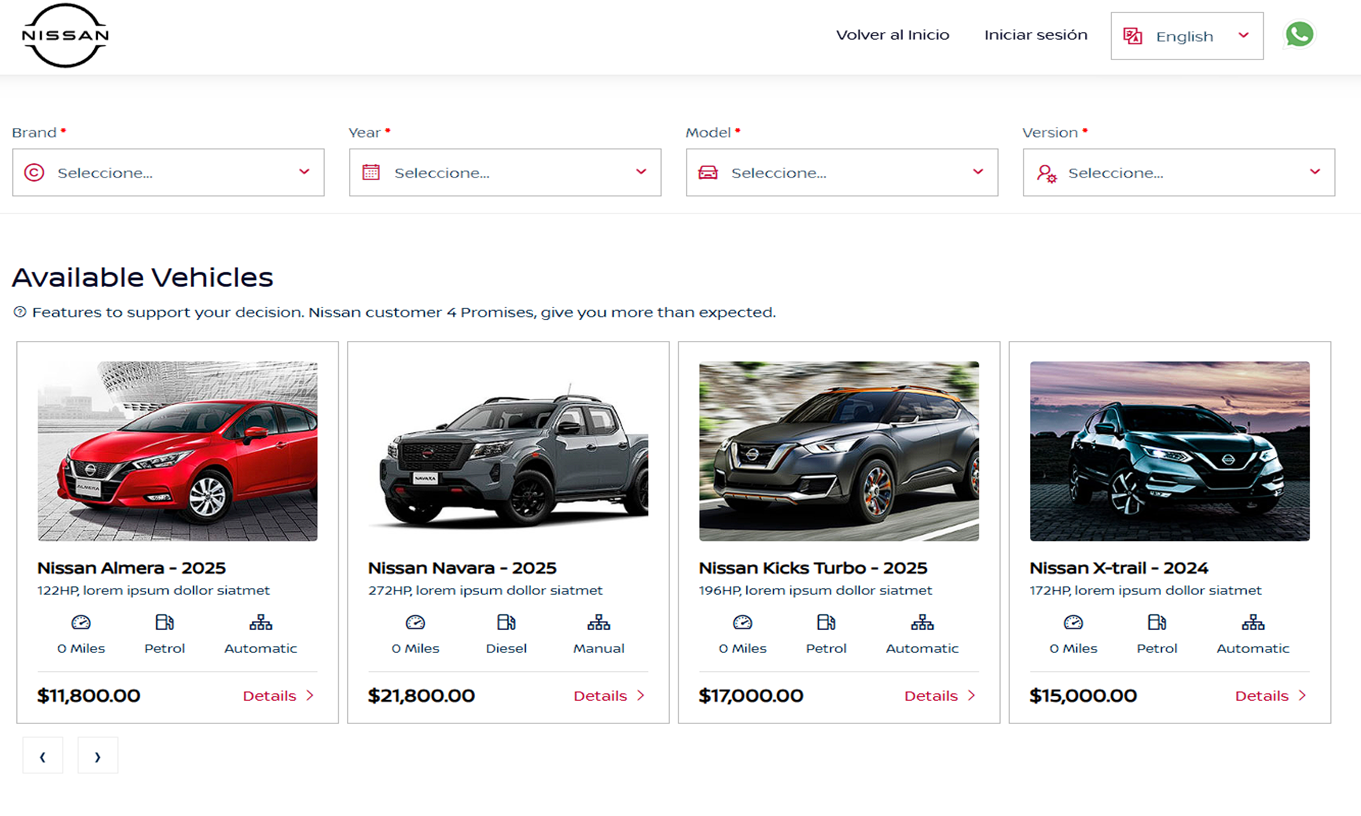 NISSAN
Volver al Inicio Iniciar sesión English
Brand * Year * Model * Version *
Seleccione... Seleccione... Seleccione... Seleccione...
Available Vehicles
Features to support your decision. Nissan customer 4 Promises, give you more than expected.
ALMERA NAVARA
Nissan Almera - 2025 Nissan Navara - 2025 Nissan Kicks Turbo - 2025 Nissan X-trail - 2024
122HP, lorem ipsum dollor siatmet 272HP, lorem ipsum dollor siatmet 196HP, lorem ipsum dollor siatmet 172HP, lorem ipsum dollor siatmet
0 Miles Petrol Automatic 0 Miles Diesel Manual 0 Miles Petrol Automatic 0 Miles Petrol Automatic
$11,800.00 Details > $21,800.00 Details > $17,000.00 Details > $15,000.00 Details >
‹ ›